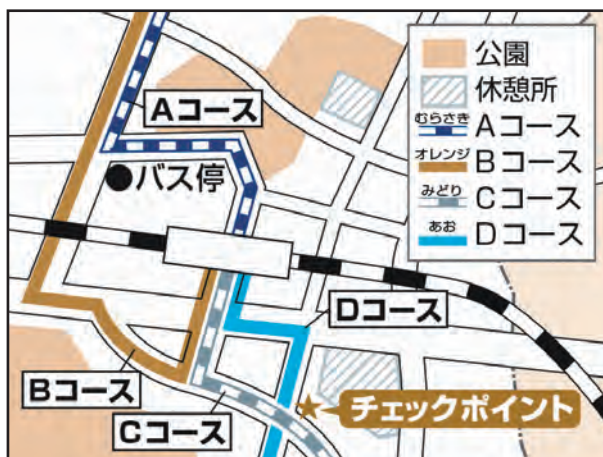 公園
休憩所
むらさき
Aコース
オレンジ
Bコース
みどり
Cコース
あお
Dコース
Aコース
バス停
Dコース
Bコース
Cコース
チェックポイント